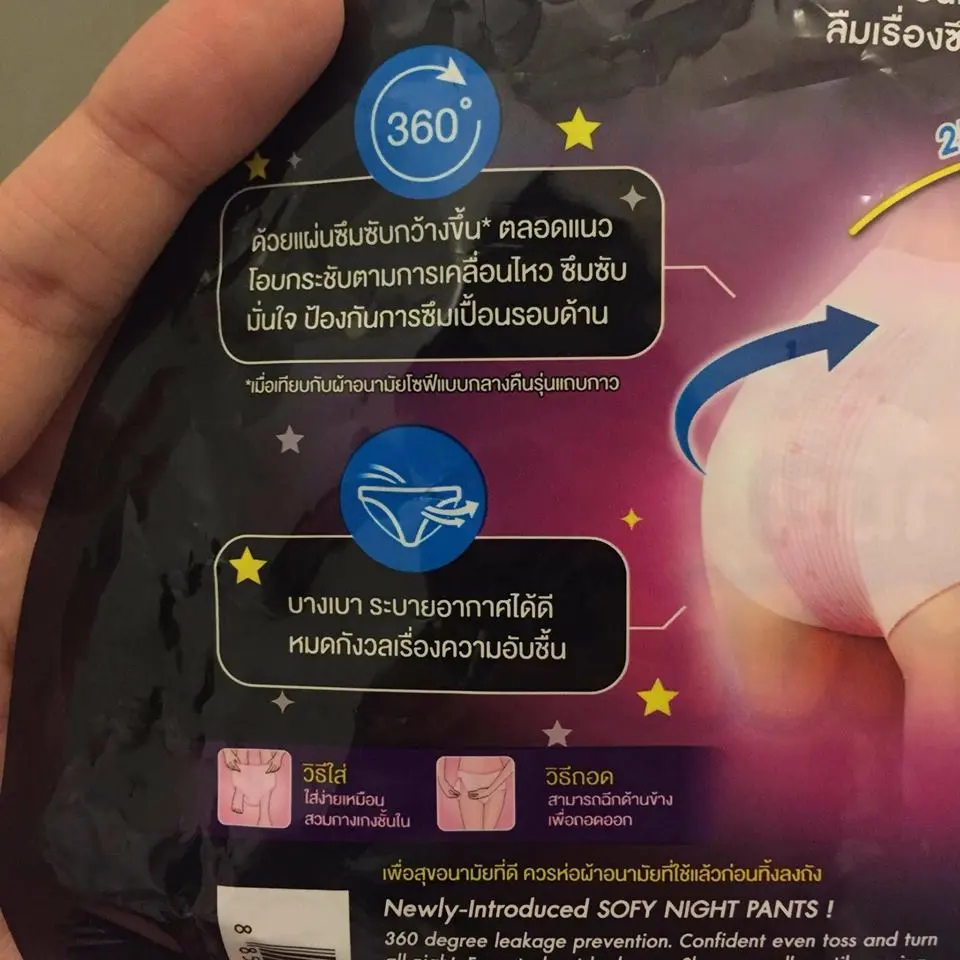 ลืมเรื่อง
360°
ด้วยแผ่นซึมซับกว้างขึ้น* ตลอดแนว
โอบกระชับตามการเคลื่อนไหว ซึมซับ
มั่นใจ ป้องกันการซึมเปื้อนรอบด้าน
*เมื่อเทียบกับผ้าอนามัยโซฟีแบบกลางคืนรุ่นแถบกาว
บางเบา ระบายอากาศได้ดี
หมดกังวลเรื่องความอับชื้น
วิธีใส่
ใส่ง่ายเหมือน
สวมกางเกงชั้นใน
วิธีถอด
สามารถฉีกด้านข้าง
เพื่อถอดออก
เพื่อสุขอนามัยที่ดี ควรห่อผ้าอนามัยที่ใช้แล้วก่อนทิ้งลงถัง
Newly-Introduced SOFY NIGHT PANTS !
360 degree leakage prevention. Confident even toss and turn